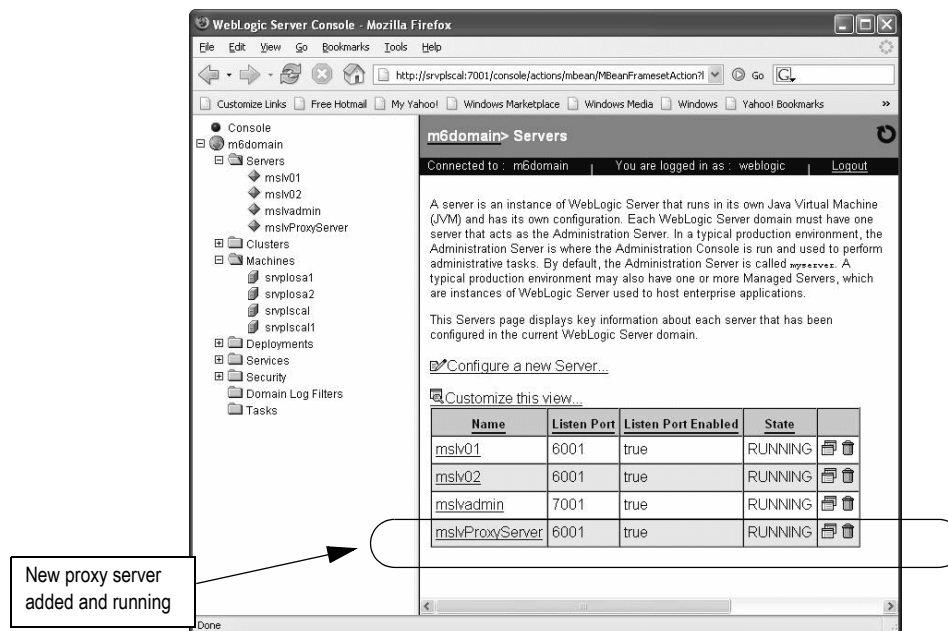 WebLogic Server Console - Mozilla Firefox
File Edit View Go Bookmarks Tools Help
http://srvplscal:7001/console/actions/mbean/MBeanFramesetAction?l Go G
Customize Links Free Hotmail My Yahoo! Windows Marketplace Windows Media Windows Yahoo! Bookmarks »
Console
m6domain
Servers
mslv01
mslv02
mslvadmin
mslvProxyServer
Clusters
Machines
srvplosa1
srvplosa2
srvplscal
srvplscal1
Deployments
Services
Security
Domain Log Filters
Tasks
m6domain> Servers
Connected to : m6domain You are logged in as : weblogic Logout
A server is an instance of WebLogic Server that runs in its own Java Virtual Machine
(JVM) and has its own configuration. Each WebLogic Server domain must have one
server that acts as the Administration Server. In a typical production environment, the
Administration Server is where the Administration Console is run and used to perform
administrative tasks. By default, the Administration Server is called myserver. A
typical production environment may also have one or more Managed Servers, which
are instances of WebLogic Server used to host enterprise applications.
This Servers page displays key information about each server that has been
configured in the current WebLogic Server domain.
Configure a new Server...
Customize this view...
Name Listen Port Listen Port Enabled State
mslv01 6001 true RUNNING
mslv02 6001 true RUNNING
mslvadmin 7001 true RUNNING
mslvProxyServer 6001 true RUNNING
New proxy server
added and running
Done